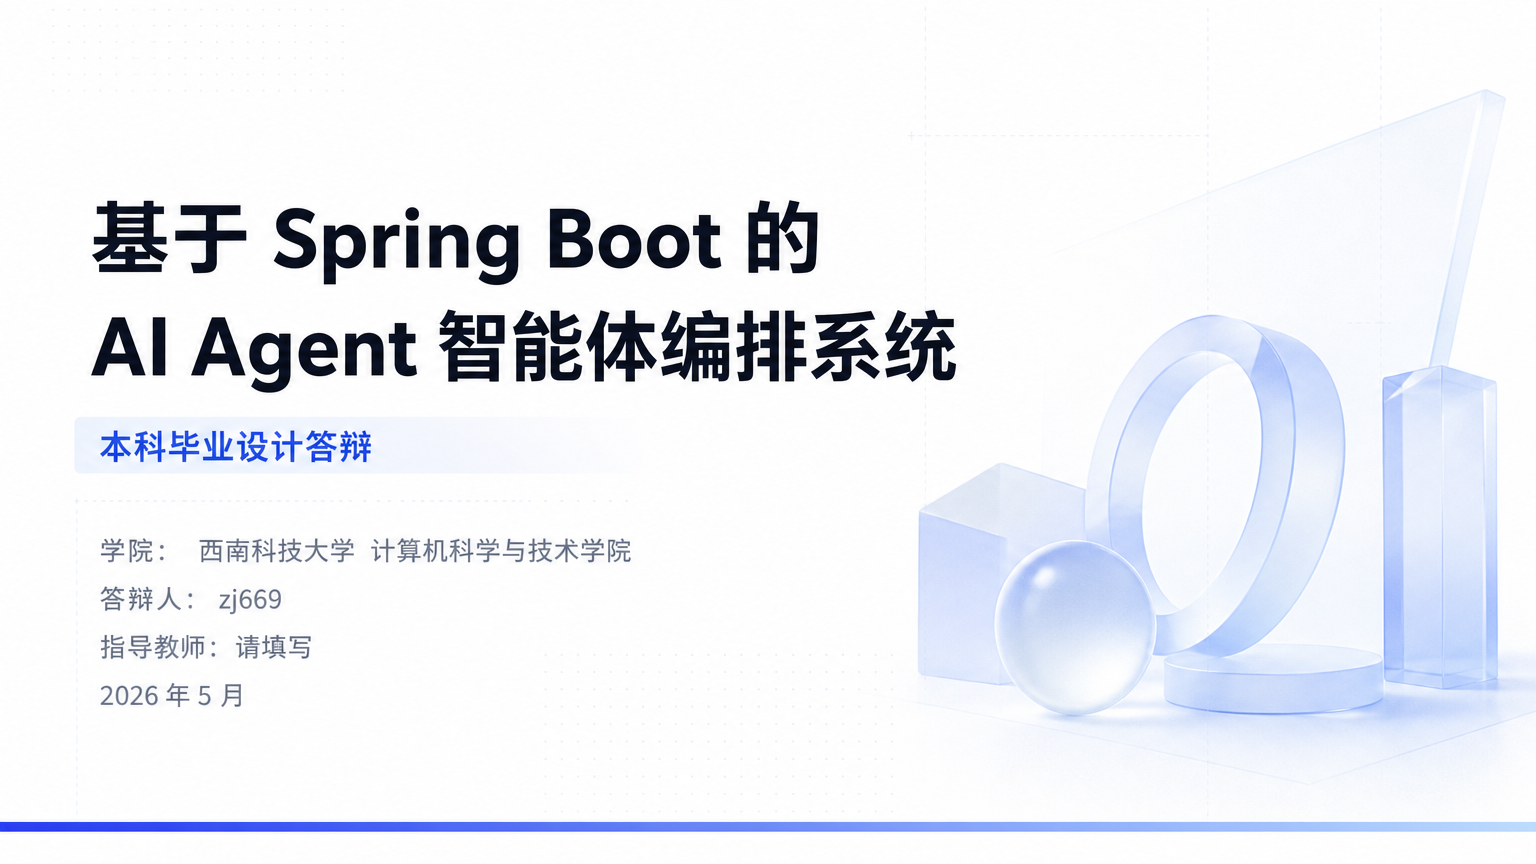 基于 Spring Boot 的
AI Agent 智能体编排系统
本科毕业设计答辩
学院： 西南科技大学 计算机科学与技术学院
答辩人： zj669
指导教师：请填写
2026 年 5 月